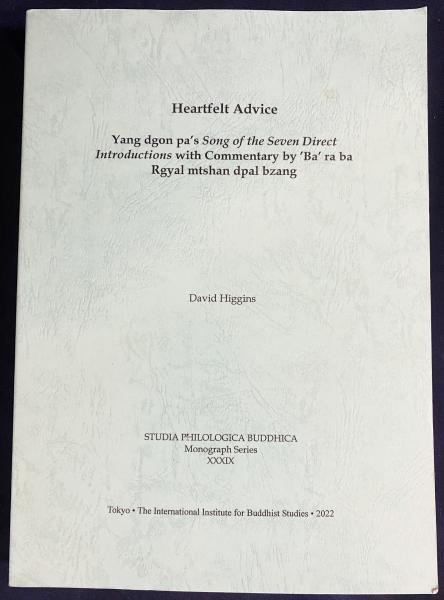 Heartfelt Advice
Yang dgon pa's Song of the Seven Direct
Introductions with Commentary by 'Ba' ra ba
Rgyal mtshan dpal bzang
David Higgins
STUDIA PHILOLOGICA BUDDHICA
Monograph Series
XXXIX
Tokyo • The International Institute for Buddhist Studies • 2022